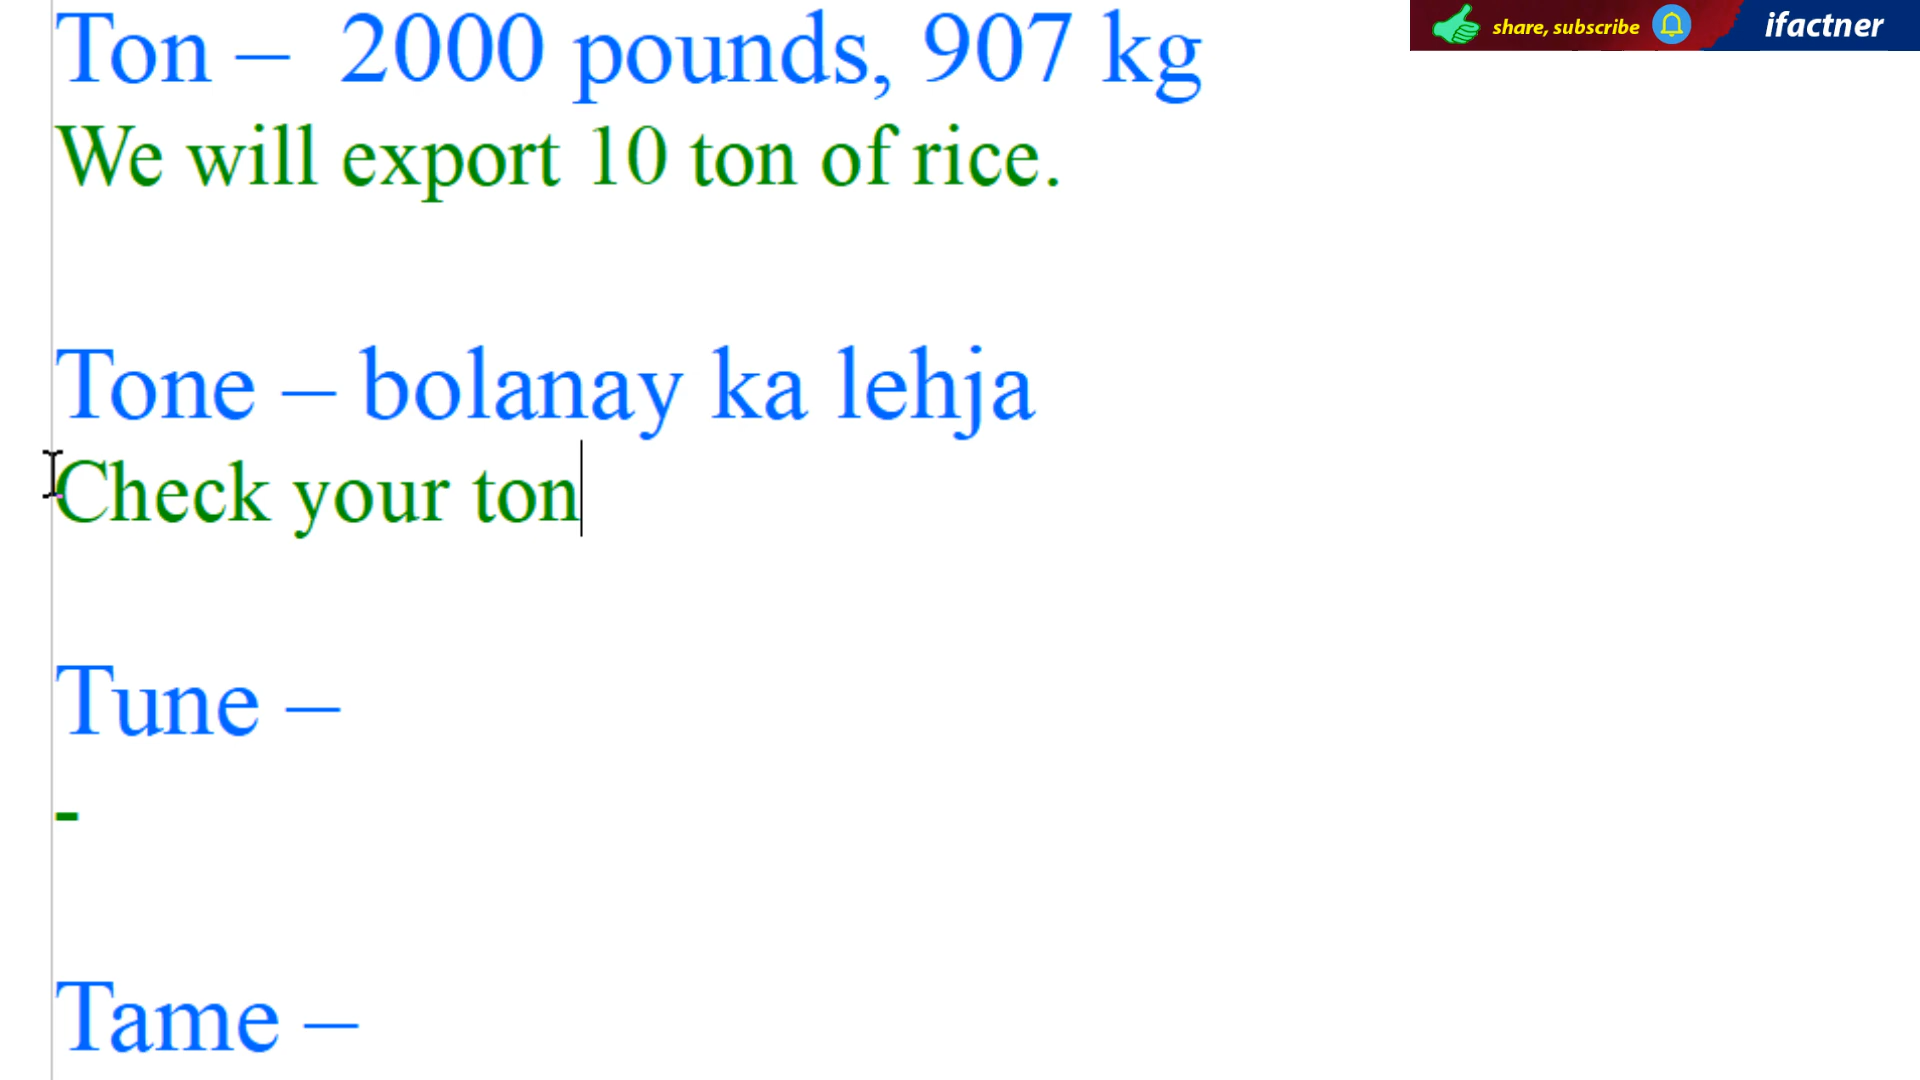 share, subscribe ifactner
Ton – 2000 pounds, 907 kg
We will export 10 ton of rice.
Tone – bolanay ka lehja
Check your ton
Tune –
-
Tame –